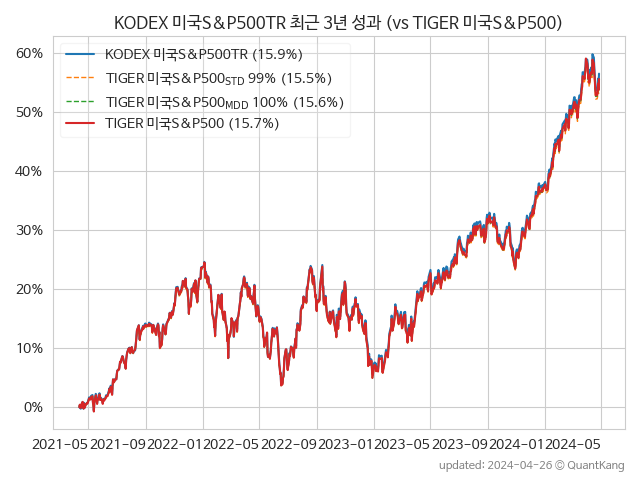 KODEX 미국S&P500TR 최근 3년 성과 (vs TIGER 미국S&P500)
KODEX 미국S&P500TR (15.9%)
TIGER 미국S&P500STD 99% (15.5%)
TIGER 미국S&P500MDD 100% (15.6%)
TIGER 미국S&P500 (15.7%)
60%
50%
40%
30%
20%
10%
0%
2021-05 2021-09 2022-01 2022-05 2022-09 2023-01 2023-05 2023-09 2024-01 2024-05
updated: 2024-04-26 © QuantKang